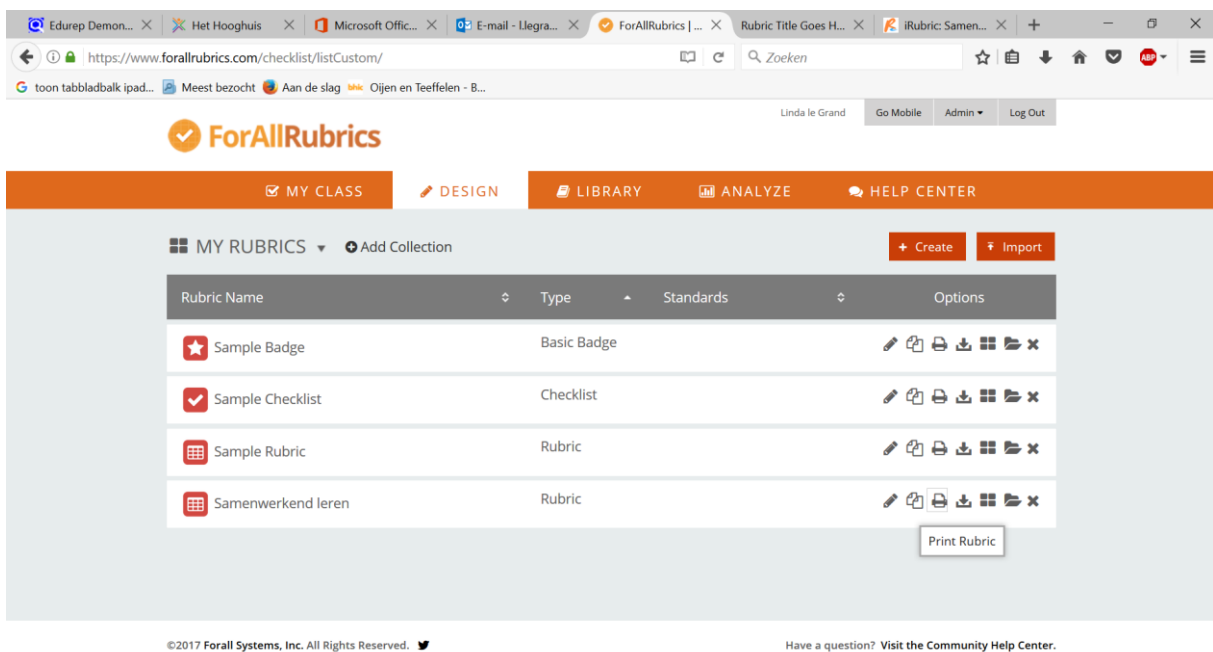 Edurep Demon... Het Hooghuis Microsoft Offic... E-mail - l.legra... ForAllRubrics | ... Rubric Title Goes H... iRubric: Samen...
https://www.forallrubrics.com/checklist/listCustom/ Zoeken ABP
toon tabbladbalk ipad... Meest bezocht Aan de slag bhic Oijen en Teeffelen - B...
Linda le Grand Go Mobile Admin Log Out
ForAllRubrics
MY CLASS DESIGN LIBRARY ANALYZE HELP CENTER
MY RUBRICS Add Collection + Create Import
Rubric Name Type Standards Options
Sample Badge Basic Badge
Sample Checklist Checklist
Sample Rubric Rubric
Samenwerkend leren Rubric
Print Rubric
©2017 Forall Systems, Inc. All Rights Reserved. Have a question? Visit the Community Help Center.